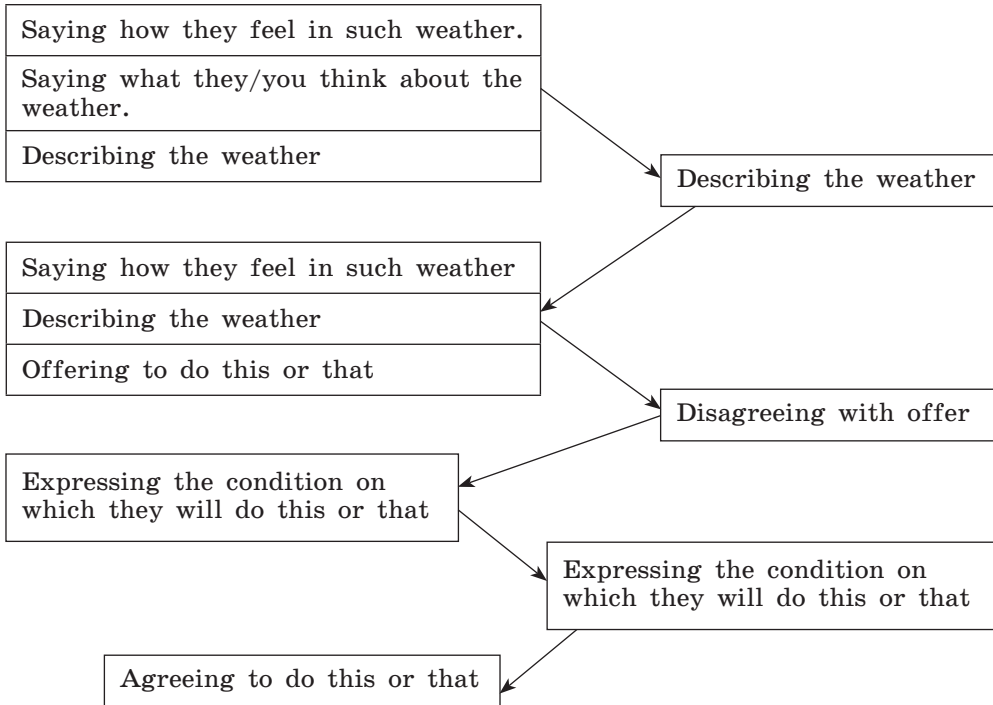 Saying how they feel in such weather.
Saying what they/you think about the
weather.
Describing the weather
Describing the weather
Saying how they feel in such weather
Describing the weather
Offering to do this or that
Disagreeing with offer
Expressing the condition on
which they will do this or that
Expressing the condition on
which they will do this or that
Agreeing to do this or that